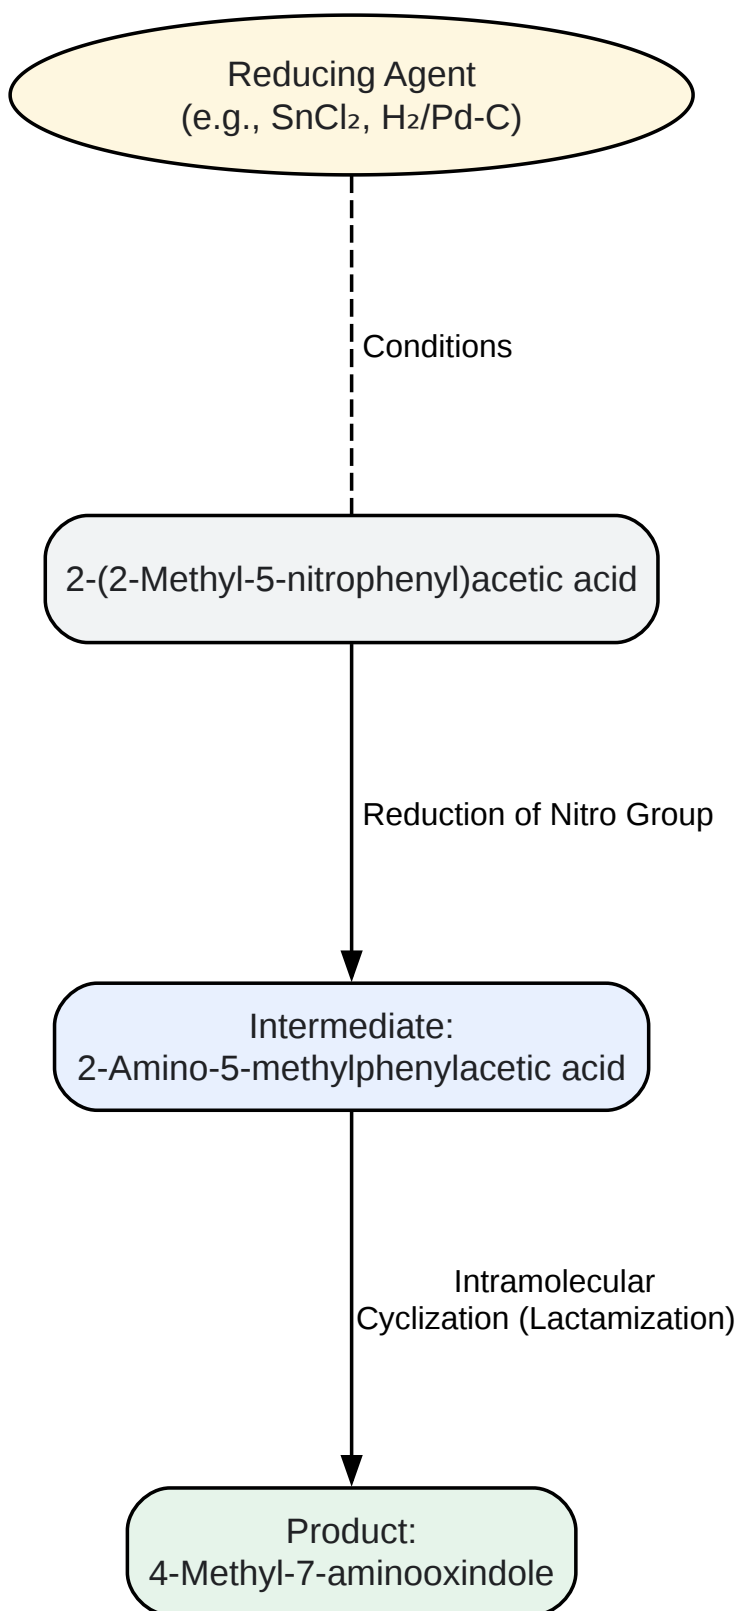 Reducing Agent
(e.g., SnCl₂, H₂/Pd-C)
Conditions
2-(2-Methyl-5-nitrophenyl)acetic acid
Reduction of Nitro Group
Intermediate:
2-Amino-5-methylphenylacetic acid
Intramolecular
Cyclization (Lactamization)
Product:
4-Methyl-7-aminooxindole